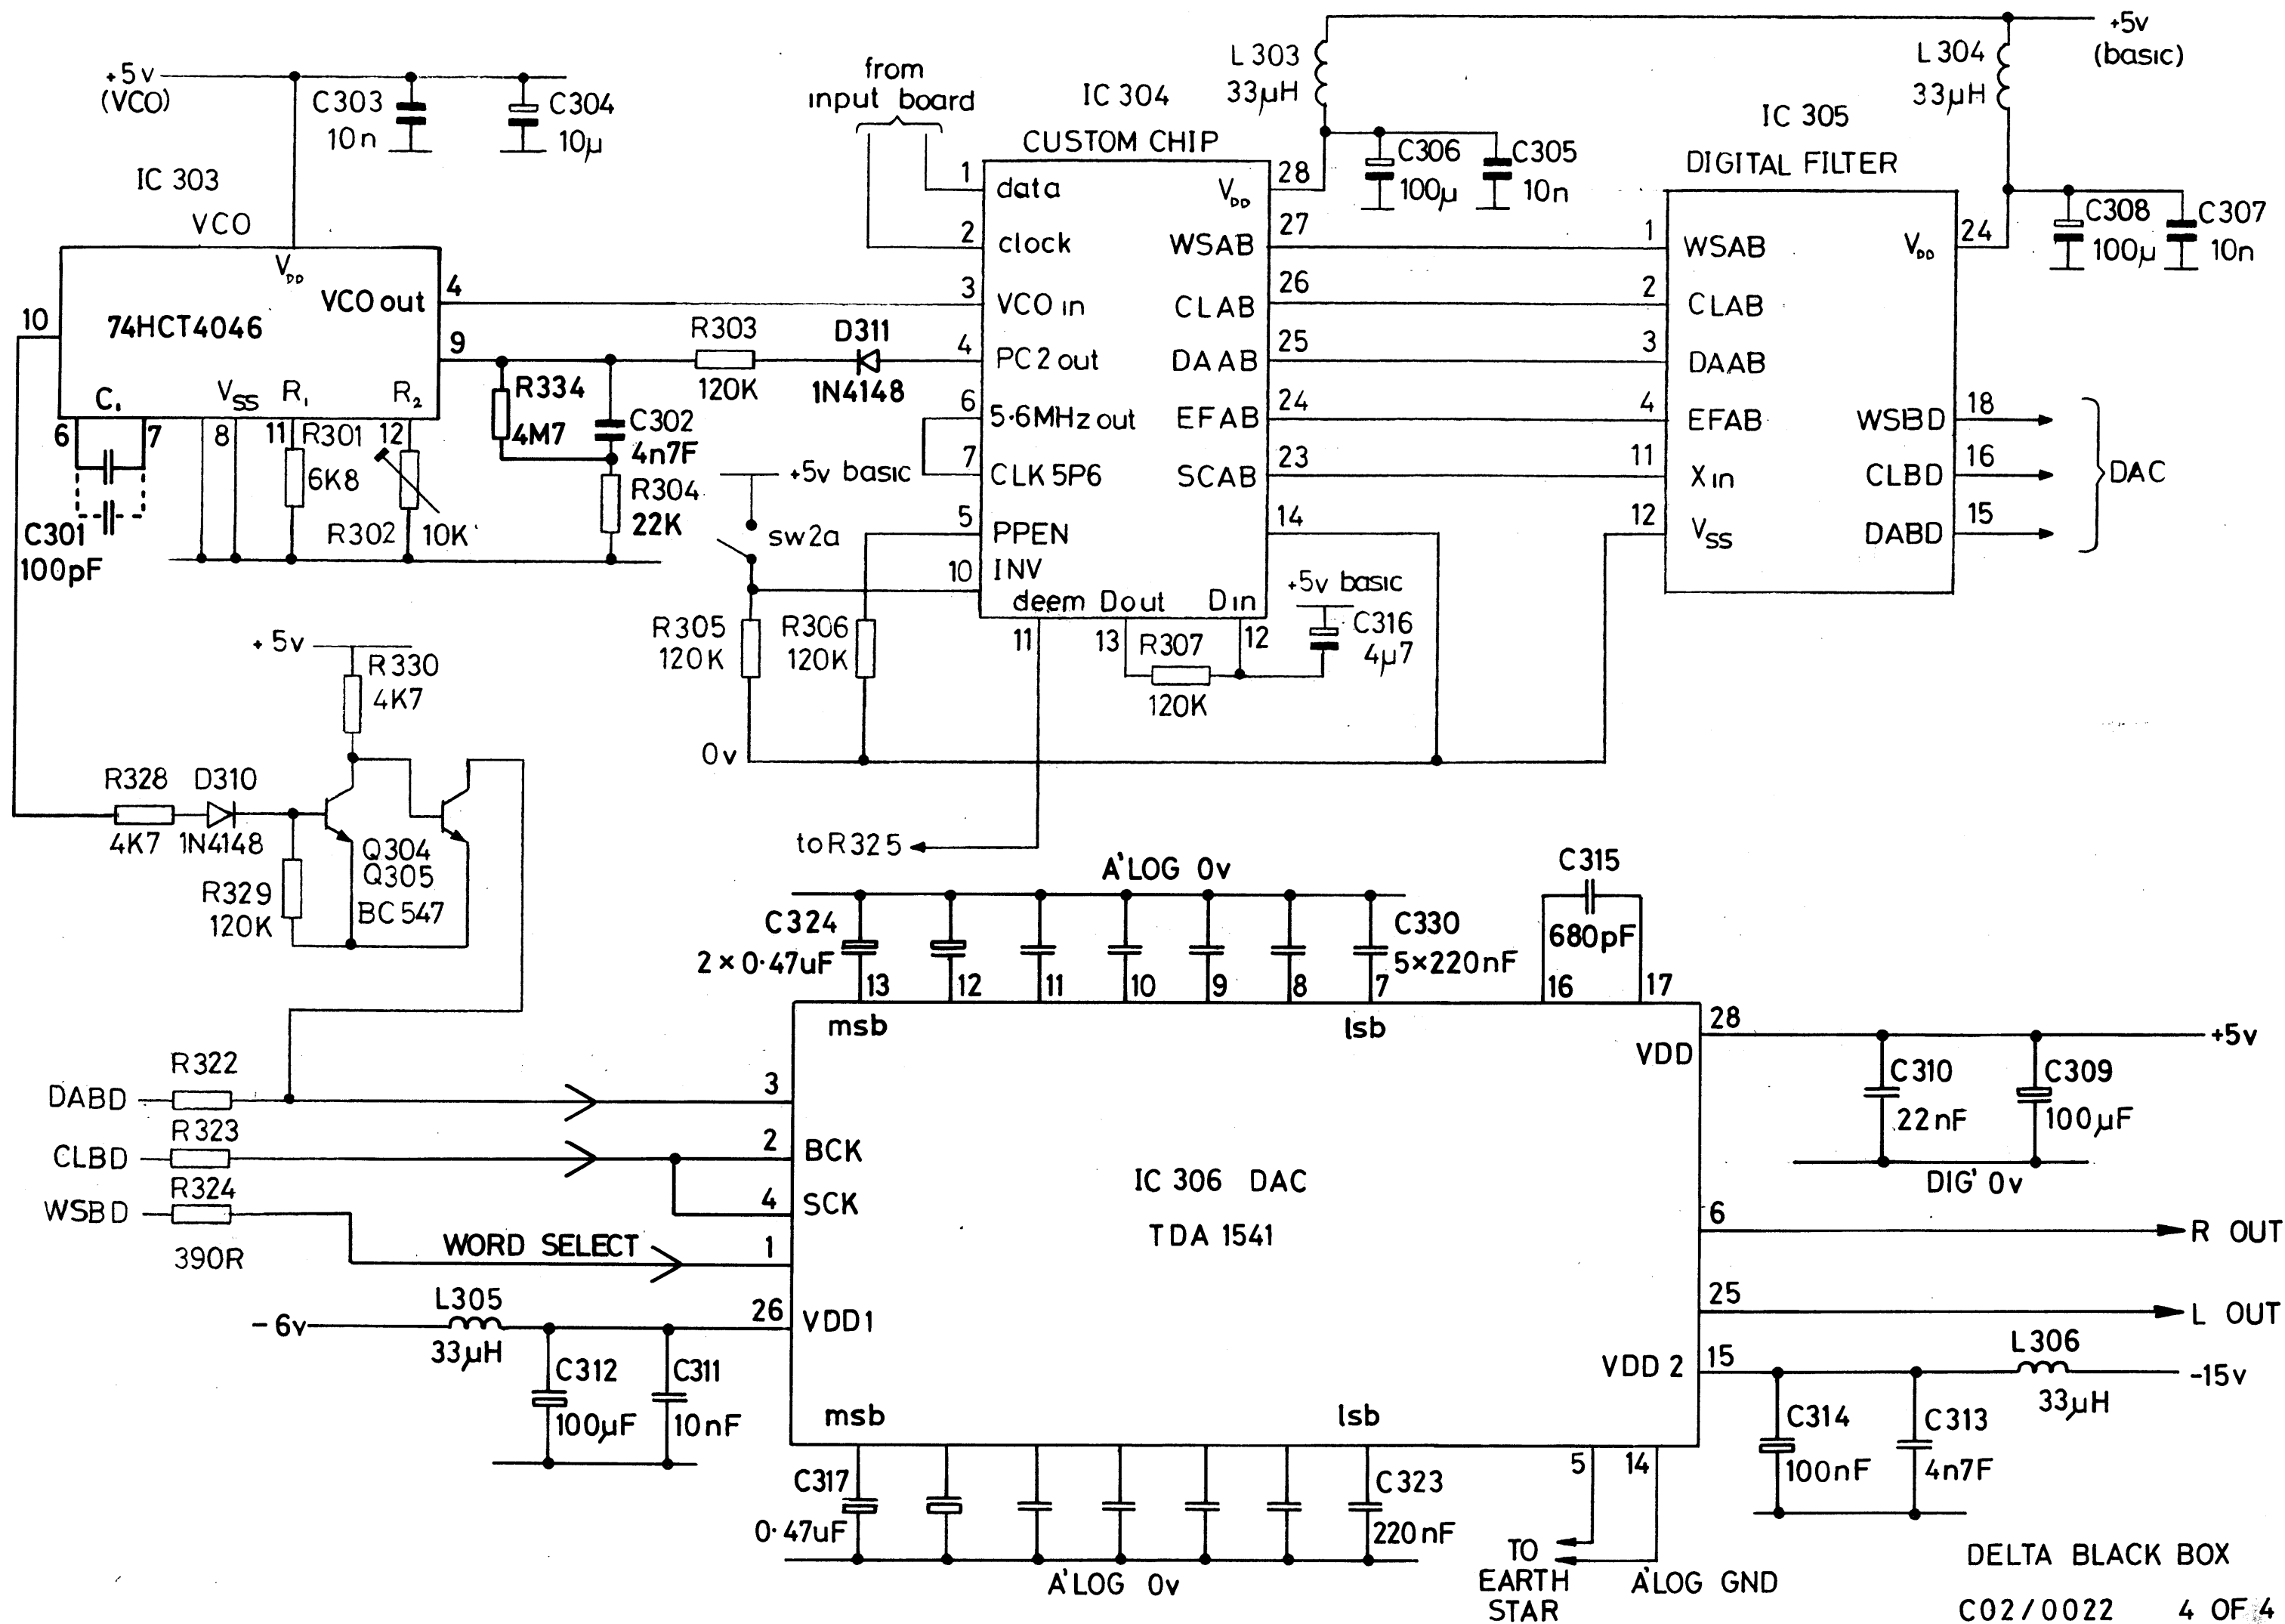 +5v
(VCO)
C303
10n
C304
10µ
from
input board
IC 304
CUSTOM CHIP
L303
33µH
L304
33µH
+5v
(basic)
IC 303
VCO
V_DD
VCO out
74HCT4046
C₁
V_SS
R₁
R₂
10
4
9
6
7
8
11
12
C301
100pF
R301
6K8
R302
10K
R334
4M7
C302
4n7F
R304
22K
R303
120K
D311
1N4148
1
2
3
4
6
7
5
10
data
clock
VCO in
PC2 out
5·6MHz out
CLK 5P6
PPEN
INV
deem
Dout
Din
V_DD
WSAB
CLAB
DAAB
EFAB
SCAB
28
27
26
25
24
23
14
11
13
12
C306
100µ
C305
10n
IC 305
DIGITAL FILTER
1
2
3
4
11
12
WSAB
CLAB
DAAB
EFAB
X in
V_SS
V_DD
WSBD
CLBD
DABD
24
18
16
15
C308
100µ
C307
10n
DAC
+5v basic
sw2a
R305
120K
R306
120K
R307
120K
+5v basic
C316
4µ7
0v
to R325
+5v
R330
4K7
R328
4K7
D310
1N4148
R329
120K
Q304
Q305
BC 547
A'LOG 0v
C324
2×0·47uF
C330
5×220nF
C315
680pF
13
12
11
10
9
8
7
16
17
msb
lsb
DABD
R322
CLBD
R323
WSBD
R324
390R
WORD SELECT
3
2
4
1
26
BCK
SCK
VDD1
IC 306 DAC
TDA 1541
VDD
28
6
25
15
VDD 2
+5v
C310
22nF
C309
100µF
DIG' 0v
R OUT
L OUT
L306
33µH
-15v
C314
100nF
C313
4n7F
-6v
L305
33µH
C312
100µF
C311
10nF
msb
lsb
5
14
C317
0·47uF
C323
220nF
A'LOG 0v
TO
EARTH
STAR
A'LOG GND
DELTA BLACK BOX
C02/0022 4 OF 4